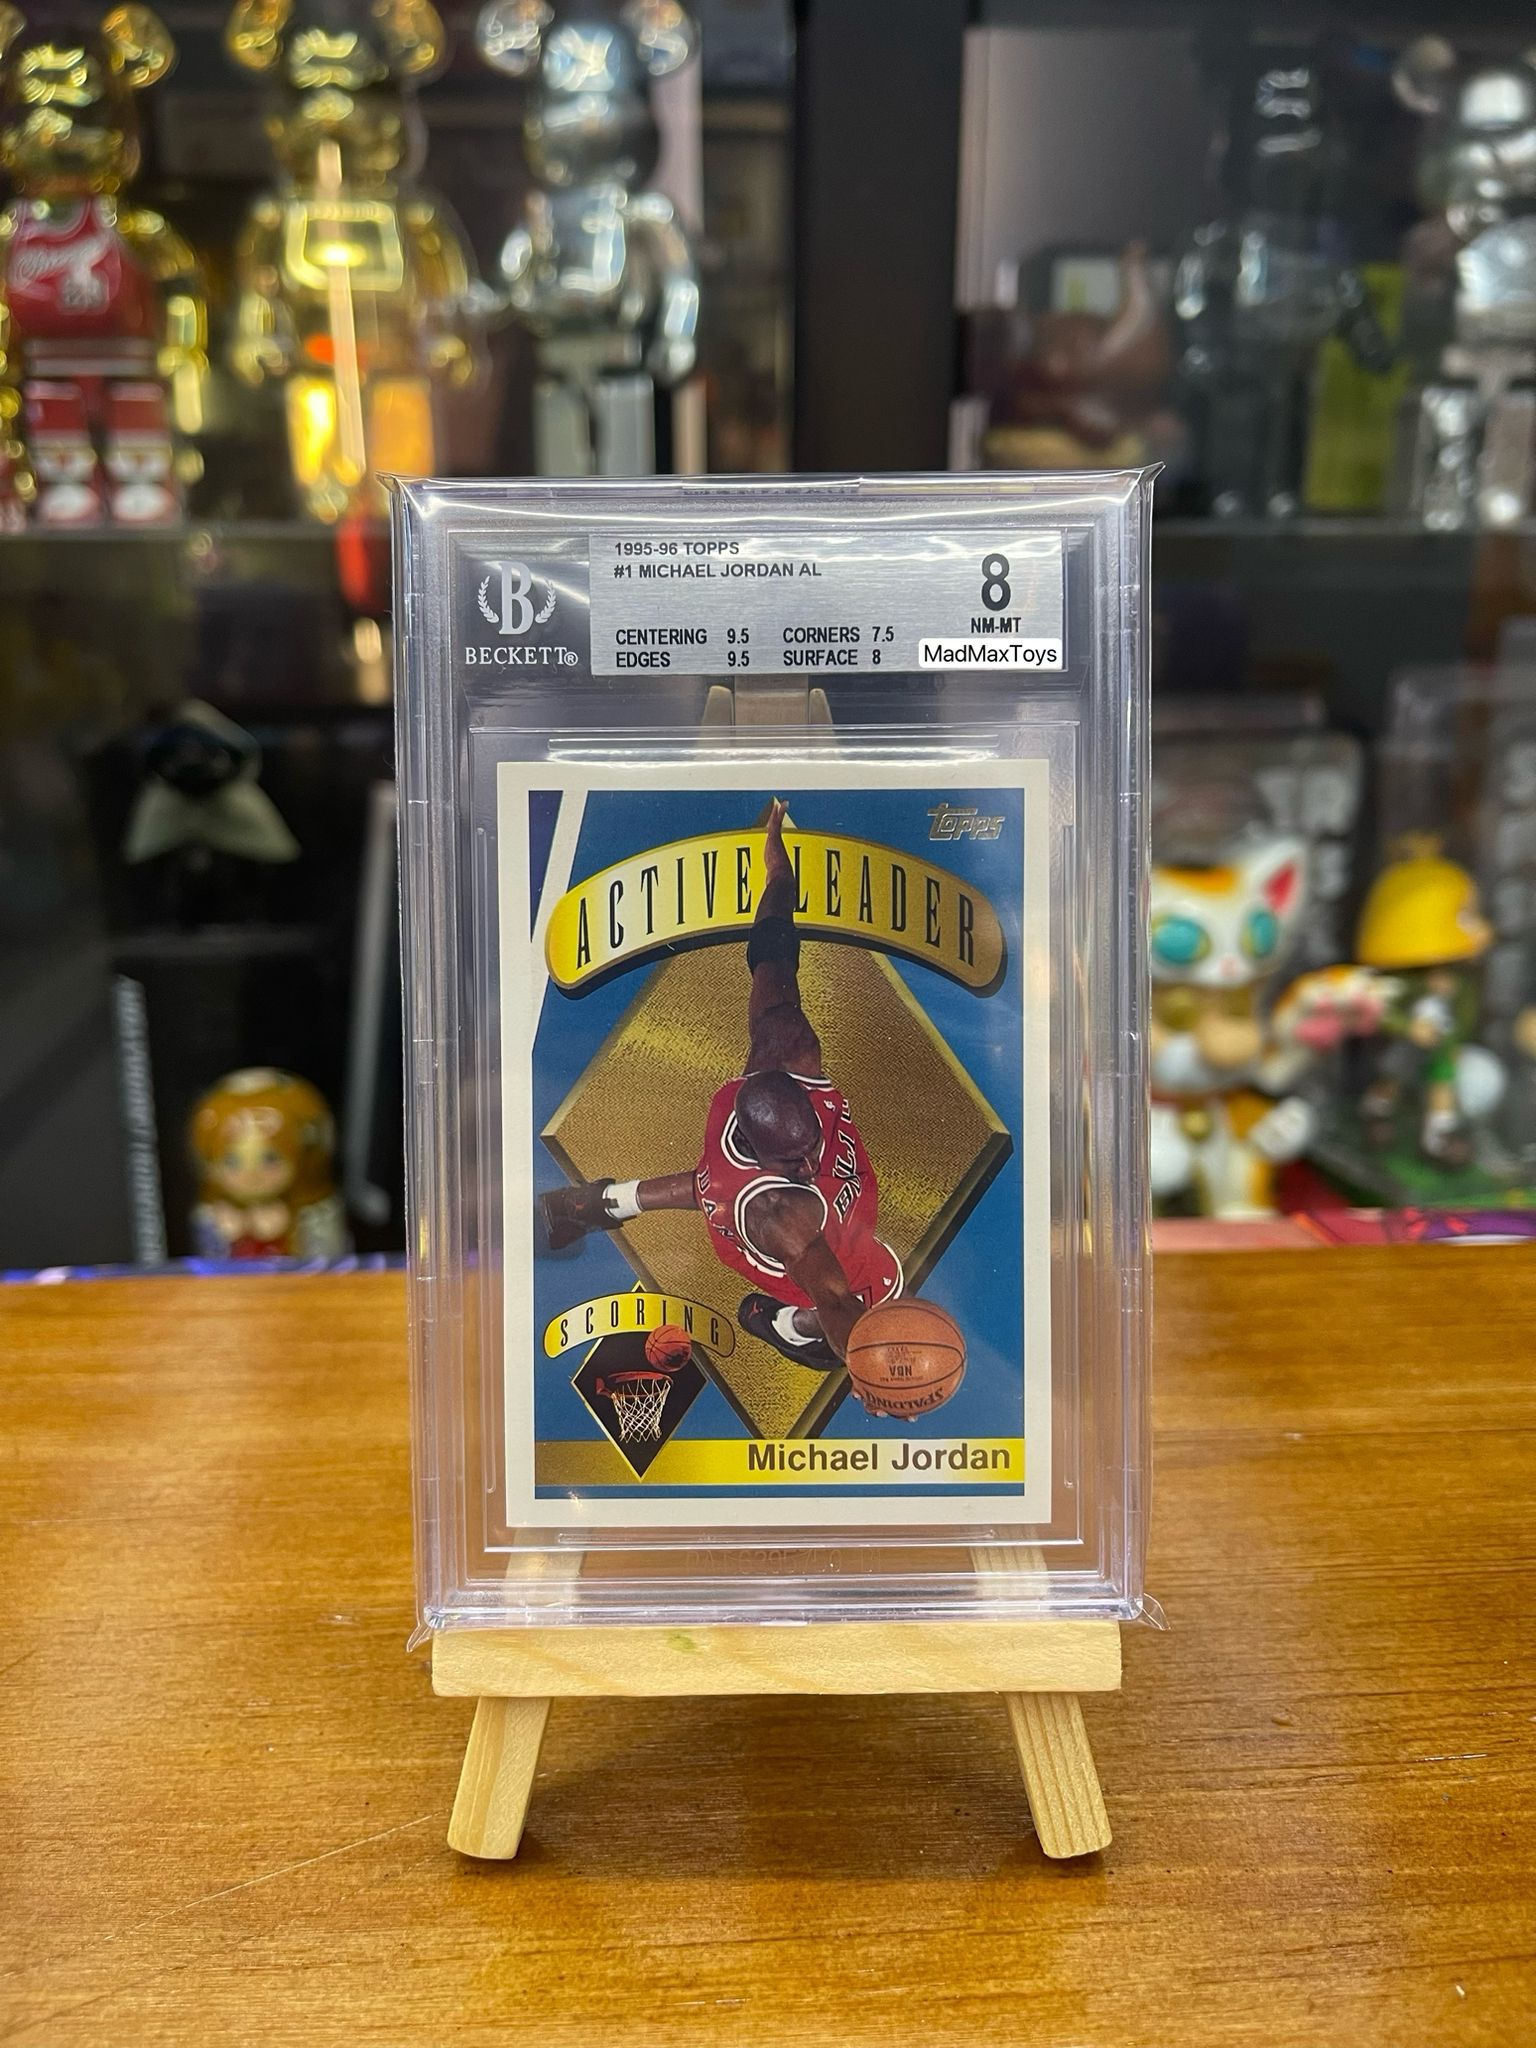 1995-96 TOPPS
#1 MICHAEL JORDAN AL
8
NM-MT
B
BECKETT®
CENTERING 9.5 CORNERS 7.5
EDGES 9.5 SURFACE 8
MadMaxToys
TOPPS
ACTIVE LEADER
BULLS
SCORING
NBA
SPALDING
Michael Jordan